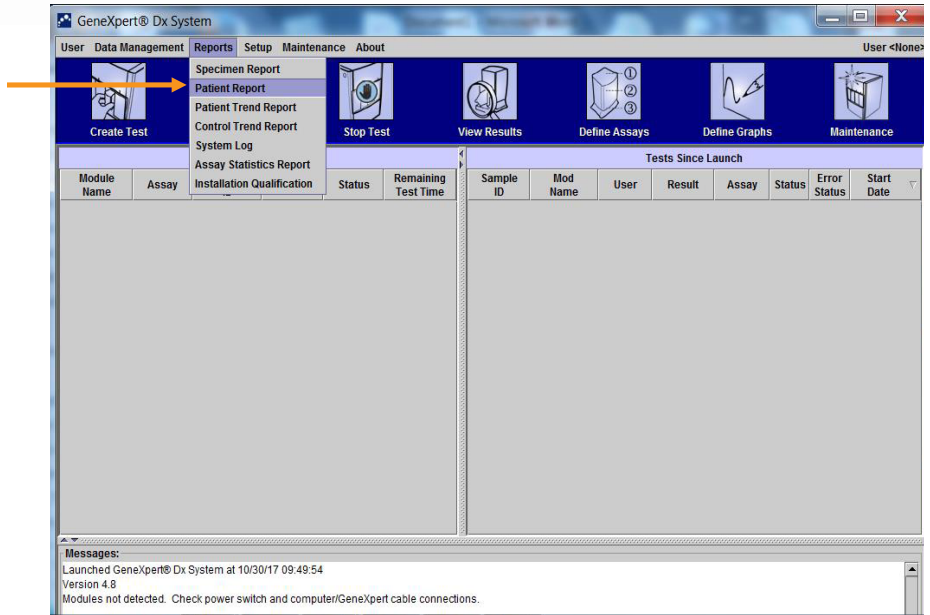 GeneXpert® Dx System
User Data Management Reports Setup Maintenance About User <None>
Specimen Report
Patient Report
Patient Trend Report
Control Trend Report
System Log
Assay Statistics Report
Installation Qualification
Create Test Stop Test View Results Define Assays Define Graphs Maintenance
1
2
3
Tests Since Launch
Module Name Assay Status Remaining Test Time
Sample ID Mod Name User Result Assay Status Error Status Start Date
Messages:
Launched GeneXpert® Dx System at 10/30/17 09:49:54
Version 4.8
Modules not detected. Check power switch and computer/GeneXpert cable connections.